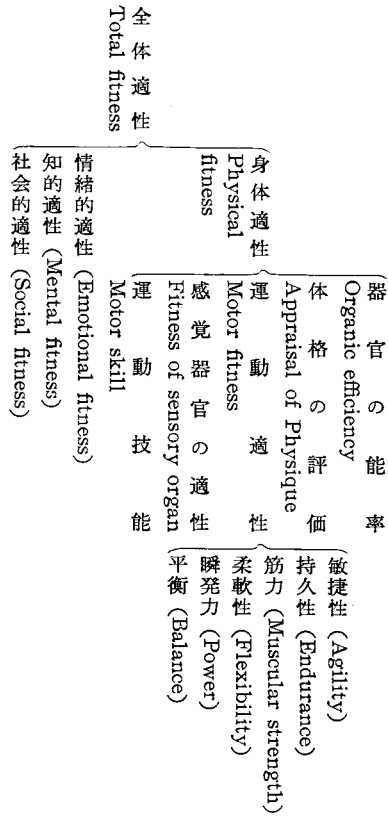 全体適性
Total fitness
身体適性
Physical
fitness
器官の能率
Organic efficiency
体格の評価
Appraisal of Physique
運動適性
Motor fitness
敏捷性 (Agility)
持久性 (Endurance)
筋力 (Muscular strength)
柔軟性 (Flexibility)
瞬発力 (Power)
平衡 (Balance)
感覚器官の適性
Fitness of sensory organ
運動技能
Motor skill
情緒的適性 (Emotional fitness)
知的適性 (Mental fitness)
社会的適性 (Social fitness)